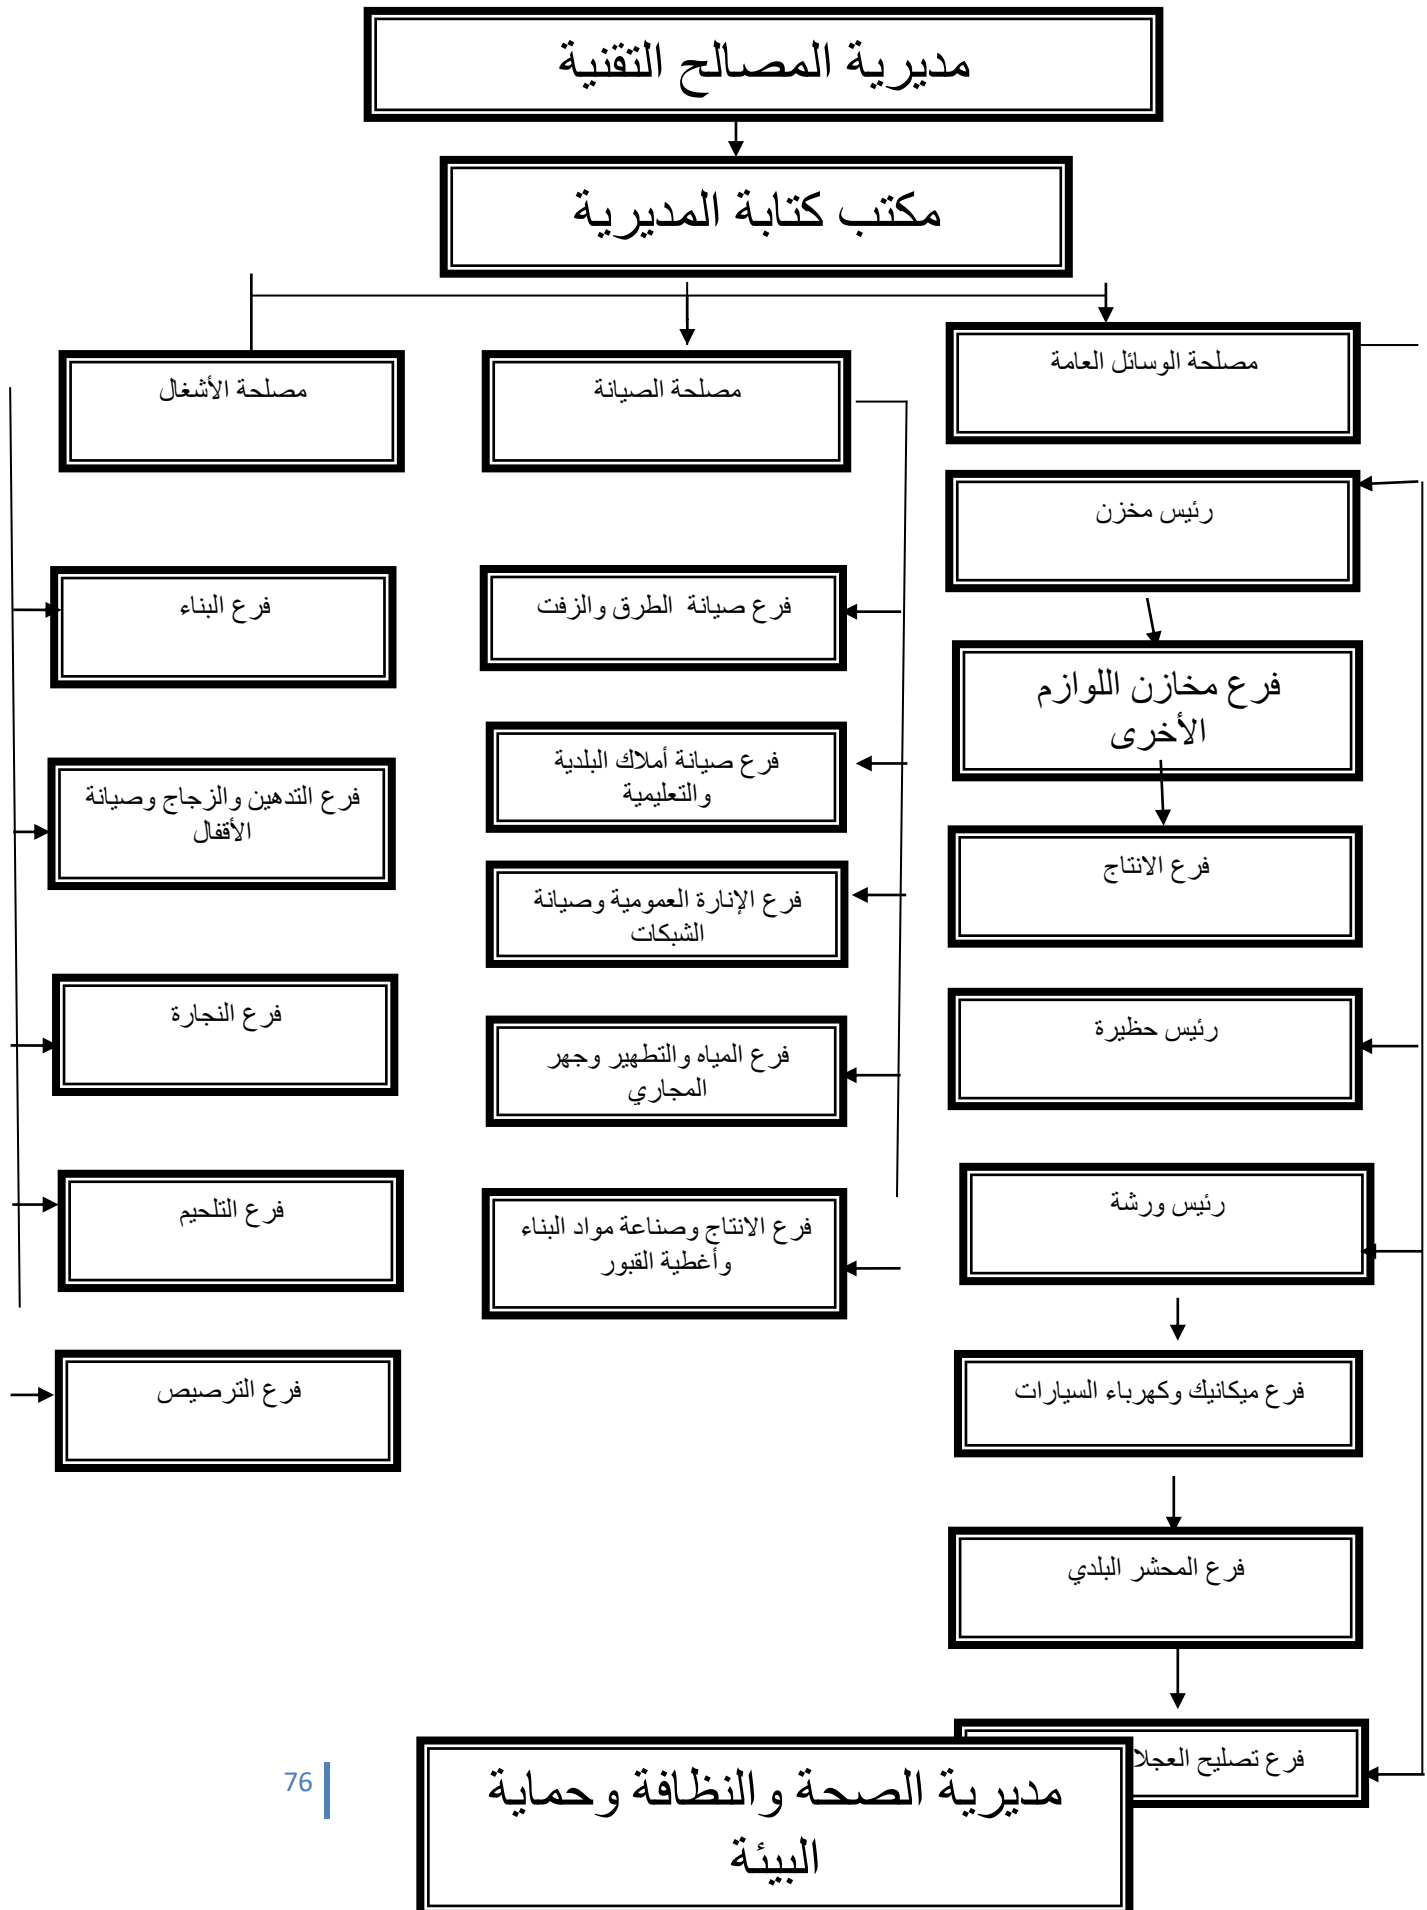 مديرية المصالح التقنية
مكتب كتابة المديرية
مصلحة الوسائل العامة
مصلحة الصيانة
مصلحة الأشغال
رئيس مخزن
فرع مخازن اللوازم
الأخرى
فرع الانتاج
رئيس حظيرة
رئيس ورشة
فرع ميكانيك وكهرباء السيارات
فرع المحشر البلدي
فرع تصليح العجلا
فرع صيانة الطرق والزفت
فرع صيانة أملاك البلدية
والتعليمية
فرع الإنارة العمومية وصيانة
الشبكات
فرع المياه والتطهير وجهر
المجاري
فرع الانتاج وصناعة مواد البناء
وأغطية القبور
فرع البناء
فرع التدهين والزجاج وصيانة
الأقفال
فرع النجارة
فرع التلحيم
فرع الترصيص
مديرية الصحة والنظافة وحماية
البيئة
76